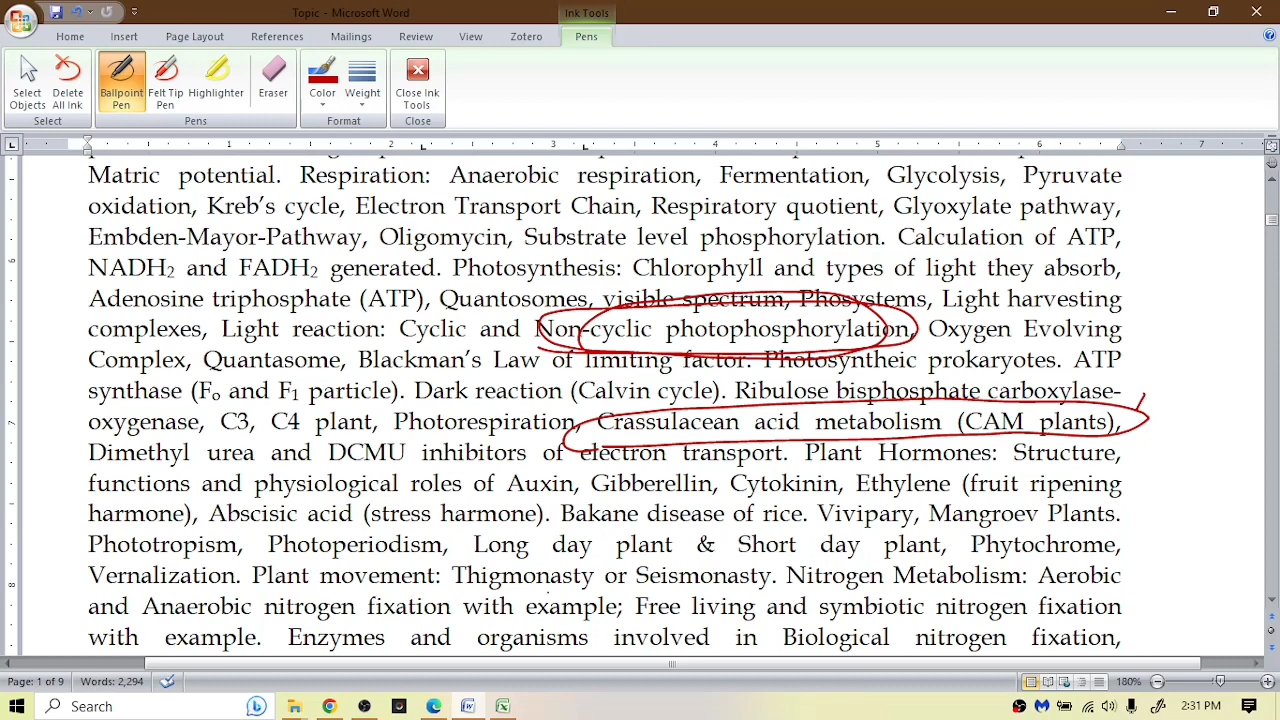 Topic - Microsoft Word
Ink Tools
Home Insert Page Layout References Mailings Review View Zotero Pens
Select Objects
Delete All Ink
Ballpoint Pen
Felt Tip Pen
Highlighter
Eraser
Color
Weight
Close Ink Tools
Select Pens Format Close
1 2 3 4 5 6 7
Matric potential. Respiration: Anaerobic respiration, Fermentation, Glycolysis, Pyruvate
oxidation, Kreb’s cycle, Electron Transport Chain, Respiratory quotient, Glyoxylate pathway,
Embden-Mayor-Pathway, Oligomycin, Substrate level phosphorylation. Calculation of ATP,
NADH2 and FADH2 generated. Photosynthesis: Chlorophyll and types of light they absorb,
Adenosine triphosphate (ATP), Quantosomes, visible spectrum, Phosystems, Light harvesting
complexes, Light reaction: Cyclic and Non-cyclic photophosphorylation, Oxygen Evolving
Complex, Quantasome, Blackman’s Law of limiting factor. Photosyntheic prokaryotes. ATP
synthase (Fo and F1 particle). Dark reaction (Calvin cycle). Ribulose bisphosphate carboxylase-
oxygenase, C3, C4 plant, Photorespiration, Crassulacean acid metabolism (CAM plants),
Dimethyl urea and DCMU inhibitors of electron transport. Plant Hormones: Structure,
functions and physiological roles of Auxin, Gibberellin, Cytokinin, Ethylene (fruit ripening
harmone), Abscisic acid (stress harmone). Bakane disease of rice. Vivipary, Mangroev Plants.
Phototropism, Photoperiodism, Long day plant & Short day plant, Phytochrome,
Vernalization. Plant movement: Thigmonasty or Seismonasty. Nitrogen Metabolism: Aerobic
and Anaerobic nitrogen fixation with example; Free living and symbiotic nitrogen fixation
with example. Enzymes and organisms involved in Biological nitrogen fixation,
Page: 1 of 9 Words: 2,294 180%
Search 2:31 PM